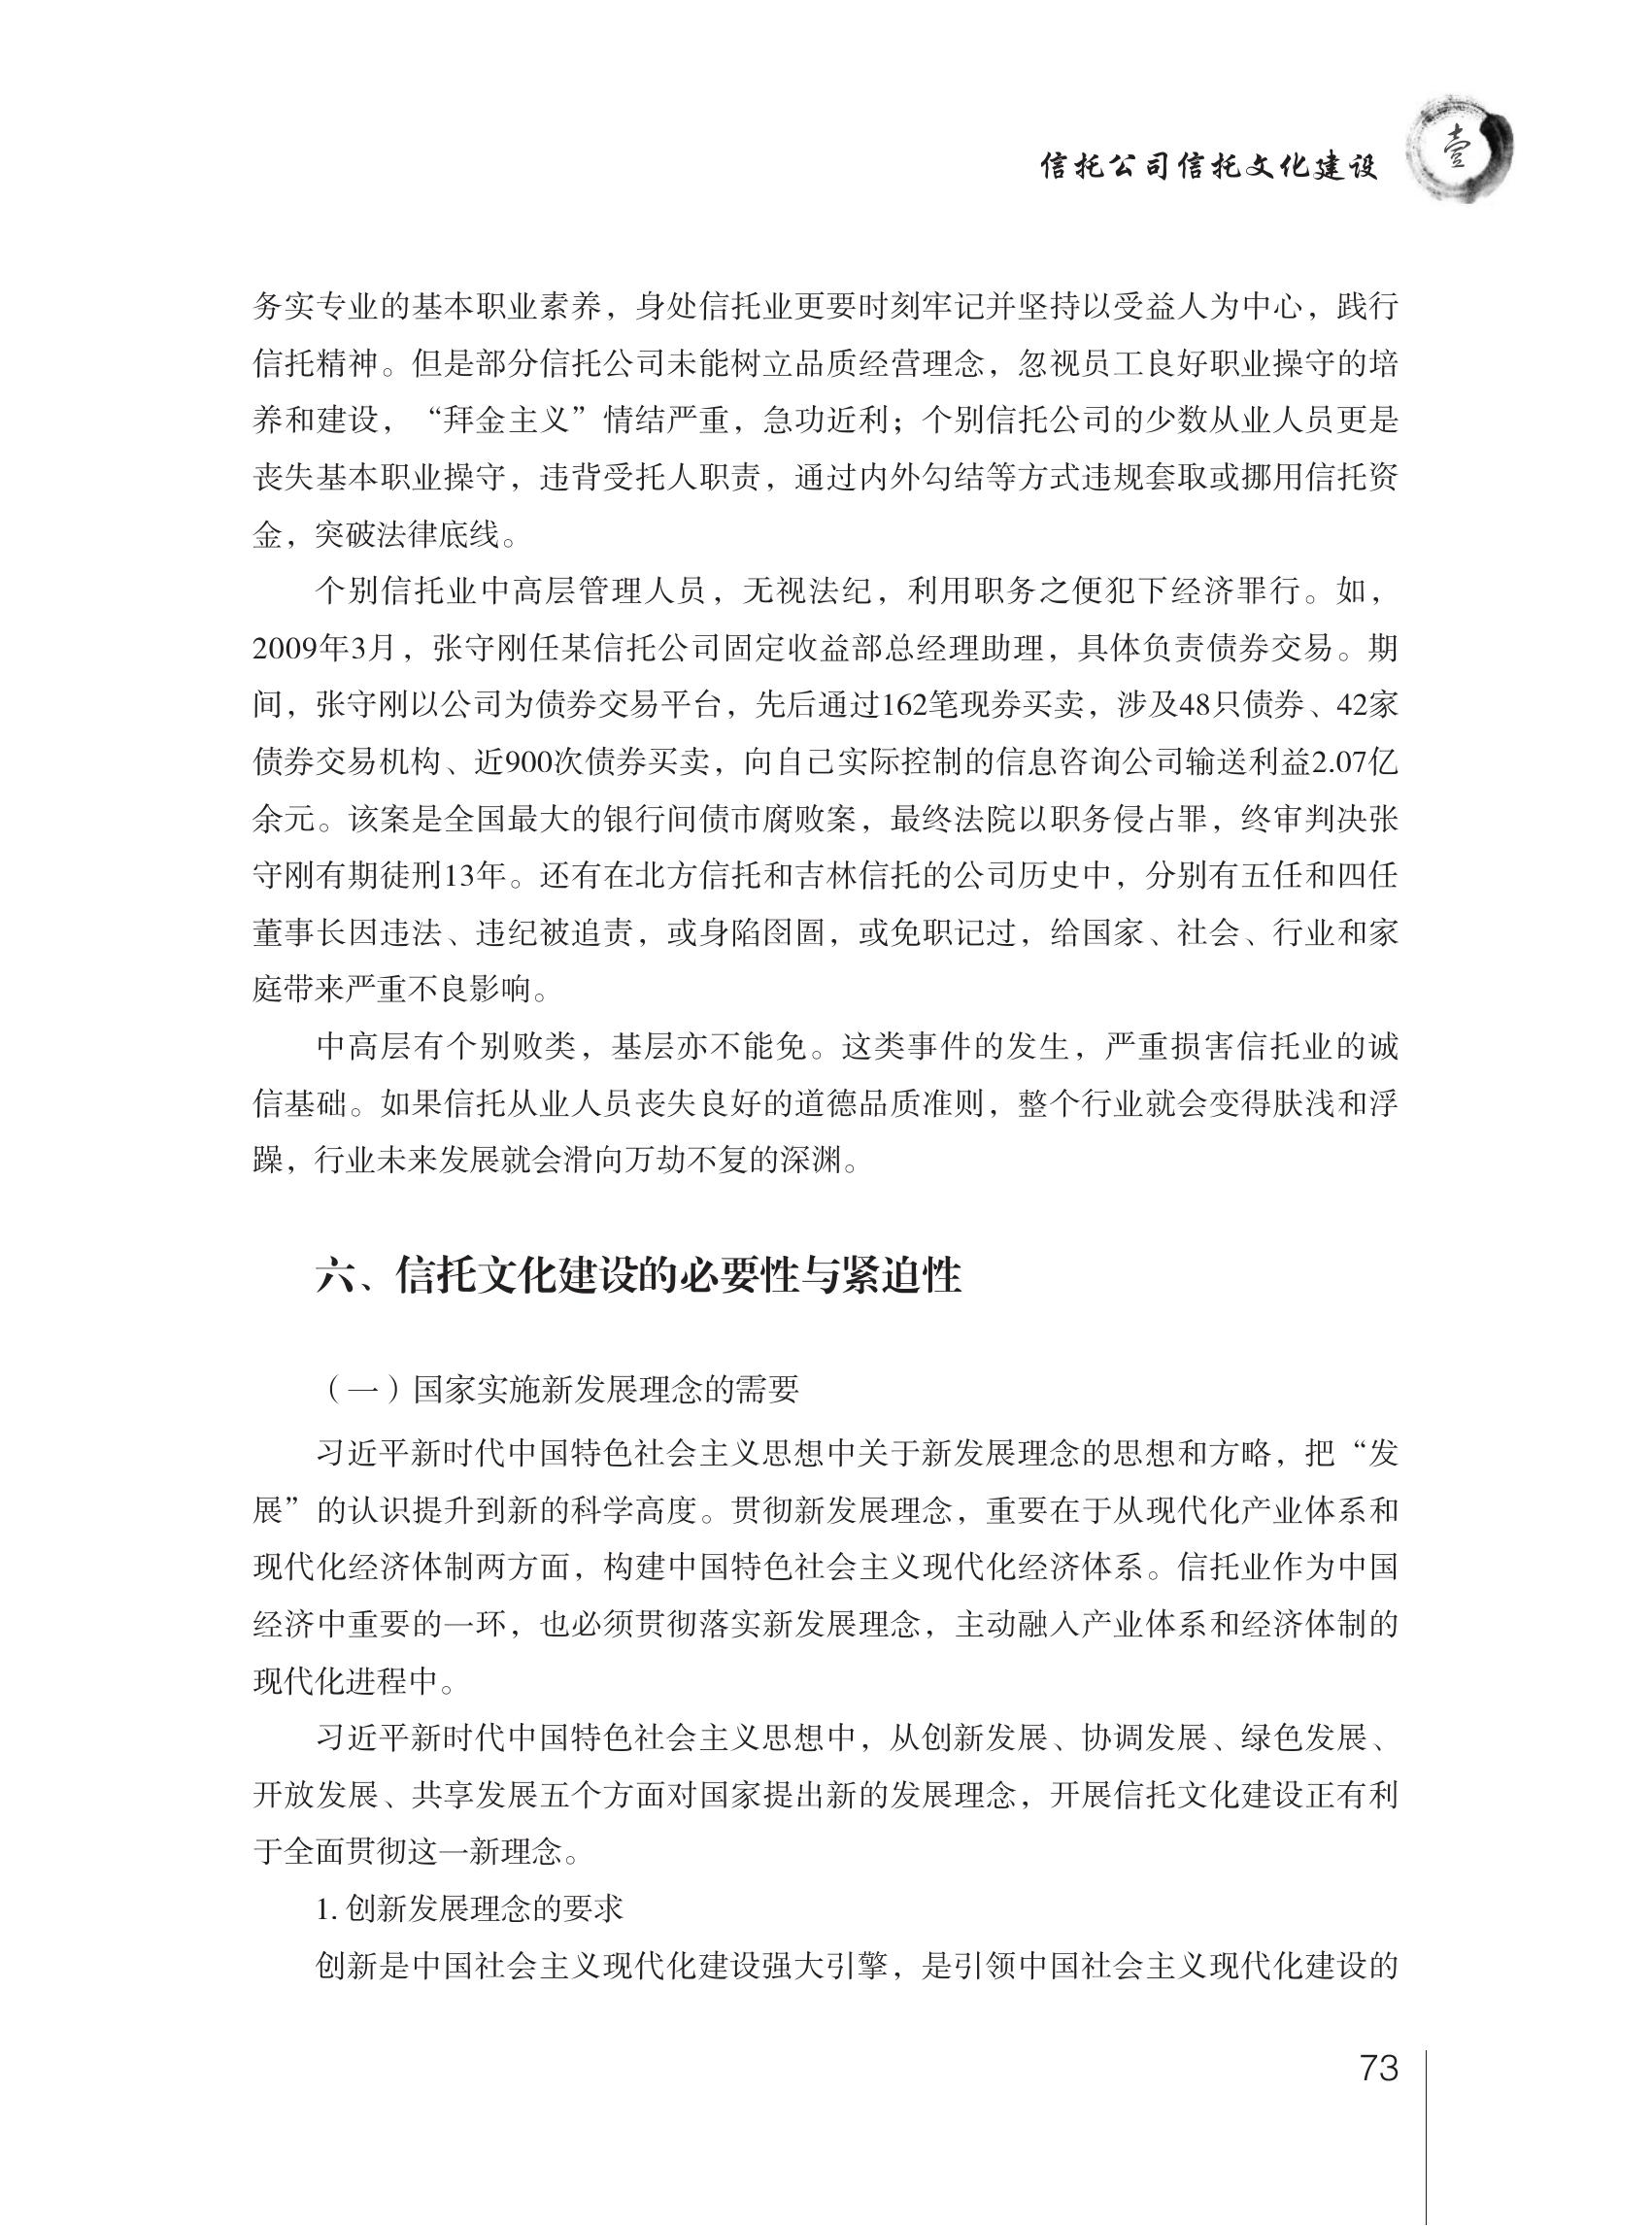 信托公司信托文化建设
壹
务实专业的基本职业素养，身处信托业更要时刻牢记并坚持以受益人为中心，践行
信托精神。但是部分信托公司未能树立品质经营理念，忽视员工良好职业操守的培
养和建设，“拜金主义”情结严重，急功近利；个别信托公司的少数从业人员更是
丧失基本职业操守，违背受托人职责，通过内外勾结等方式违规套取或挪用信托资
金，突破法律底线。
个别信托业中高层管理人员，无视法纪，利用职务之便犯下经济罪行。如，
2009年3月，张守刚任某信托公司固定收益部总经理助理，具体负责债券交易。期
间，张守刚以公司为债券交易平台，先后通过162笔现券买卖，涉及48只债券、42家
债券交易机构、近900次债券买卖，向自己实际控制的信息咨询公司输送利益2.07亿
余元。该案是全国最大的银行间债市腐败案，最终法院以职务侵占罪，终审判决张
守刚有期徒刑13年。还有在北方信托和吉林信托的公司历史中，分别有五任和四任
董事长因违法、违纪被追责，或身陷囹圄，或免职记过，给国家、社会、行业和家
庭带来严重不良影响。
中高层有个别败类，基层亦不能免。这类事件的发生，严重损害信托业的诚
信基础。如果信托从业人员丧失良好的道德品质准则，整个行业就会变得肤浅和浮
躁，行业未来发展就会滑向万劫不复的深渊。
六、信托文化建设的必要性与紧迫性
（一）国家实施新发展理念的需要
习近平新时代中国特色社会主义思想中关于新发展理念的思想和方略，把“发
展”的认识提升到新的科学高度。贯彻新发展理念，重要在于从现代化产业体系和
现代化经济体制两方面，构建中国特色社会主义现代化经济体系。信托业作为中国
经济中重要的一环，也必须贯彻落实新发展理念，主动融入产业体系和经济体制的
现代化进程中。
习近平新时代中国特色社会主义思想中，从创新发展、协调发展、绿色发展、
开放发展、共享发展五个方面对国家提出新的发展理念，开展信托文化建设正有利
于全面贯彻这一新理念。
1. 创新发展理念的要求
创新是中国社会主义现代化建设强大引擎，是引领中国社会主义现代化建设的
73